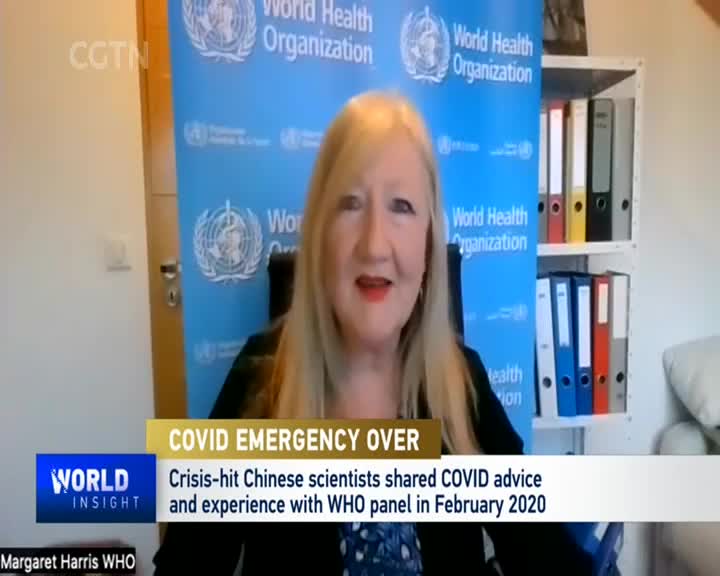 CGTN
World Health
Organization
World Health
Organization
World Health
Organization
COVID EMERGENCY OVER
WORLD
INSIGHT
Crisis-hit Chinese scientists shared COVID advice
and experience with WHO panel in February 2020
Margaret Harris WHO